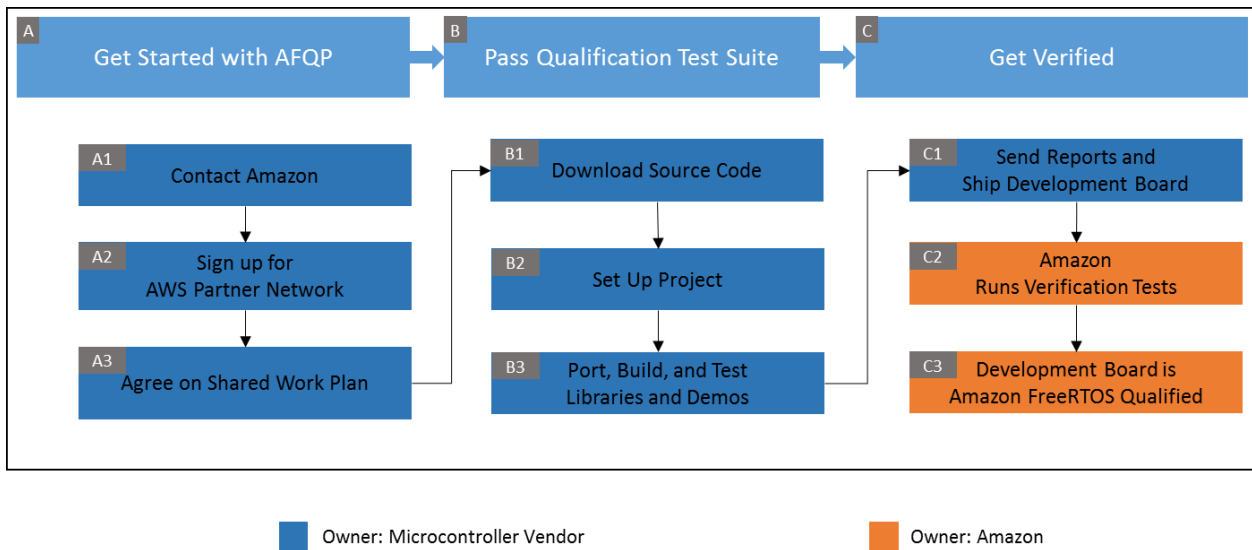 A
Get Started with AFQP
B
Pass Qualification Test Suite
C
Get Verified
A1
Contact Amazon
A2
Sign up for
AWS Partner Network
A3
Agree on Shared Work Plan
B1
Download Source Code
B2
Set Up Project
B3
Port, Build, and Test
Libraries and Demos
C1
Send Reports and
Ship Development Board
C2
Amazon
Runs Verification Tests
C3
Development Board is
Amazon FreeRTOS Qualified
Owner: Microcontroller Vendor
Owner: Amazon